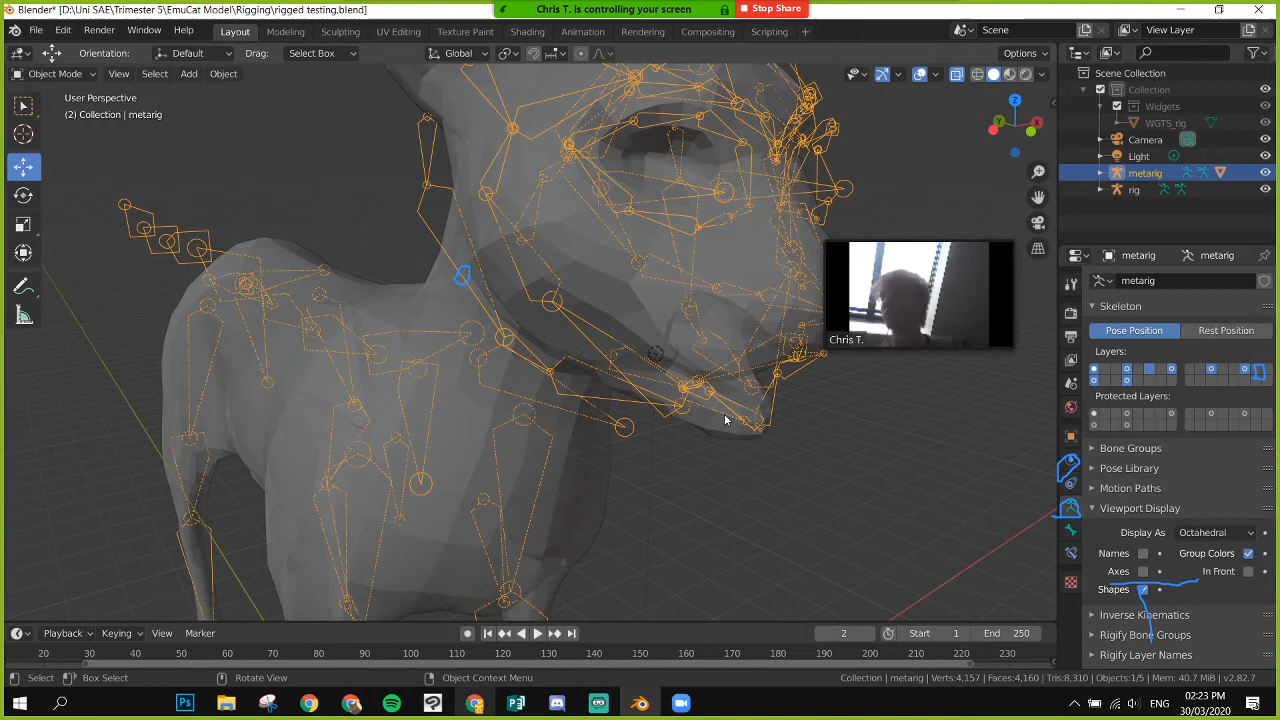 Blender* [D:\Uni SAE\Trimester 5\EmuCat Model\Rigging\rigged testing.blend]
Chris T. is controlling your screen
Stop Share
File Edit Render Window Help Layout Modeling Sculpting UV Editing Texture Paint Shading Animation Rendering Compositing Scripting +
Scene
View Layer
Orientation: Default Drag: Select Box Global Options
Object Mode View Select Add Object
User Perspective
(2) Collection | metarig
Z
Y
X
Scene Collection
Collection
Widgets
WGTS_rig
Camera
Light
metarig
rig
metarig metarig
metarig
Skeleton
Pose Position Rest Position
Layers:
Protected Layers:
Bone Groups
Pose Library
Motion Paths
Viewport Display
Display As Octahedral
Names Group Colors
Axes In Front
Shapes
Inverse Kinematics
Rigify Bone Groups
Rigify Layer Names
Chris T.
Playback Keying View Marker 2 Start 1 End 250
20 30 40 50 60 70 80 90 100 110 120 130 140 150 160 170 180 190 200 210 220 230 240 250
Select Box Select Rotate View Object Context Menu Collection | metarig | Verts:4,157 | Faces:4,160 | Tris:8,310 | Objects:1/5 | Mem: 40.7 MiB | v2.82.7
Ps
P
ENG
02:23 PM
30/03/2020